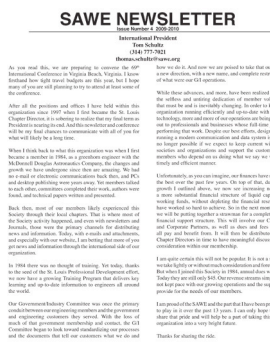 SAWE NEWSLETTER
Issue Number 4 2009-2010
International President
Tom Schultz
(314) 777-7021
thomas.schultz@sawe.org
As you read this, we are preparing to convene the 69th
International Conference in Virginia Beach, Virginia. I know
firsthand how tight travel budgets are this year, but I hope
many of you are still planning to try to attend at least some of
the conference.
After all the positions and offices I have held within this
organization since 1997 when I first became the St. Louis
Chapter Director, it is sobering to realize that my final term as
President is nearing its end. And this newsletter and conference
will be my final chances to communicate with all of you for
what will likely be a long time.
When I think back to what this organization was when I first
became a member in 1984, as a greenhorn engineer with the
McDonnell Douglas Astronautics Company, the changes and
growth we have undergone since then are amazing. We had
no e-mail or electronic communications back then, and PC's
and desktop publishing were years away. Yet members talked
to each other, committees completed their work, authors were
found, and technical papers written and presented.
Back then, most of our members likely experienced this
Society through their local chapters. That is where most of
the Society activity happened, and even with newsletters and
Journals, those were the primary channels for distributing
news and information. Today, with e-mails and attachments,
and especially with our website, I am betting that most of you
get news and information through the international side of our
organization.
In 1984 there was no thought of training. Yet today, thanks
to the seed of the St. Louis Professional Development effort,
we now have a growing Training Program that delivers key
learning and up-to-date information to engineers all around
the world.
Our Government/Industry Committee was once the primary
conduit between our engineering members and the government
and engineering customers they served. With the loss of
much of that government membership and contact, the GI
Committee began to look toward standardizing our processes
and the documents that tell our customers what we do and
how we do it. And now we are priced to take that
a new direction, with a new name, and complete
of what were our GI operations.
While these advances, and more, have been realized
the selfless and untiring dedication of member
that must be and is inevitably changing. In order to
organization running efficiently and up-to-date with
technology, more and more of our operations are being
out to professionals and businesses whose full time
performing that work. Despite our best efforts, design
running a modern communications and data system is
no longer possible if we expect to keep current wi
societies and organizations and support the custom
members who depend on us doing what we say we
timely and efficient manner.
Unfortunately, as you can imagine, our finances have
the best over the past few years. On top of that, do
growth I outlined above, we now are running on
a more substantial financial reserve of liquid cap
working funds, without depleting the financial
have worked so hard to achieve. So in the next mon
we will be putting together a consensus for a complet
financial support structure. This will involve our C
and Corporate Partners, as well as dues and fees
all pay and benefit from. It will then be distribute
Chapter Directors in time to have meaningful discuss
consideration within our membership.
I am quite certain this will not be popular. It is not a
we take lightly or without much consideration and fore
But when I joined this Society in 1984, annual dues w
Today they are still only $40. Our revenue streams simp
not kept pace with our growing operations and the
provide for the needs of our members.
I am proud of the SAWE and the part that I have been pr
to play in it over the past 13 years. I can only hope
share that pride and will help be a part of taking thi
organization into a very bright future.
Thanks for sharing the ride.